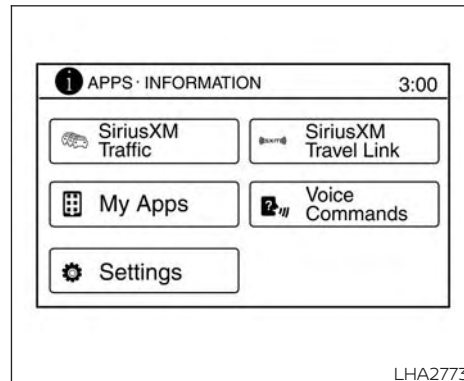 i APPS · INFORMATION 3:00
SiriusXM
Traffic
SiriusXM
Travel Link
My Apps
Voice
Commands
Settings
LHA2773